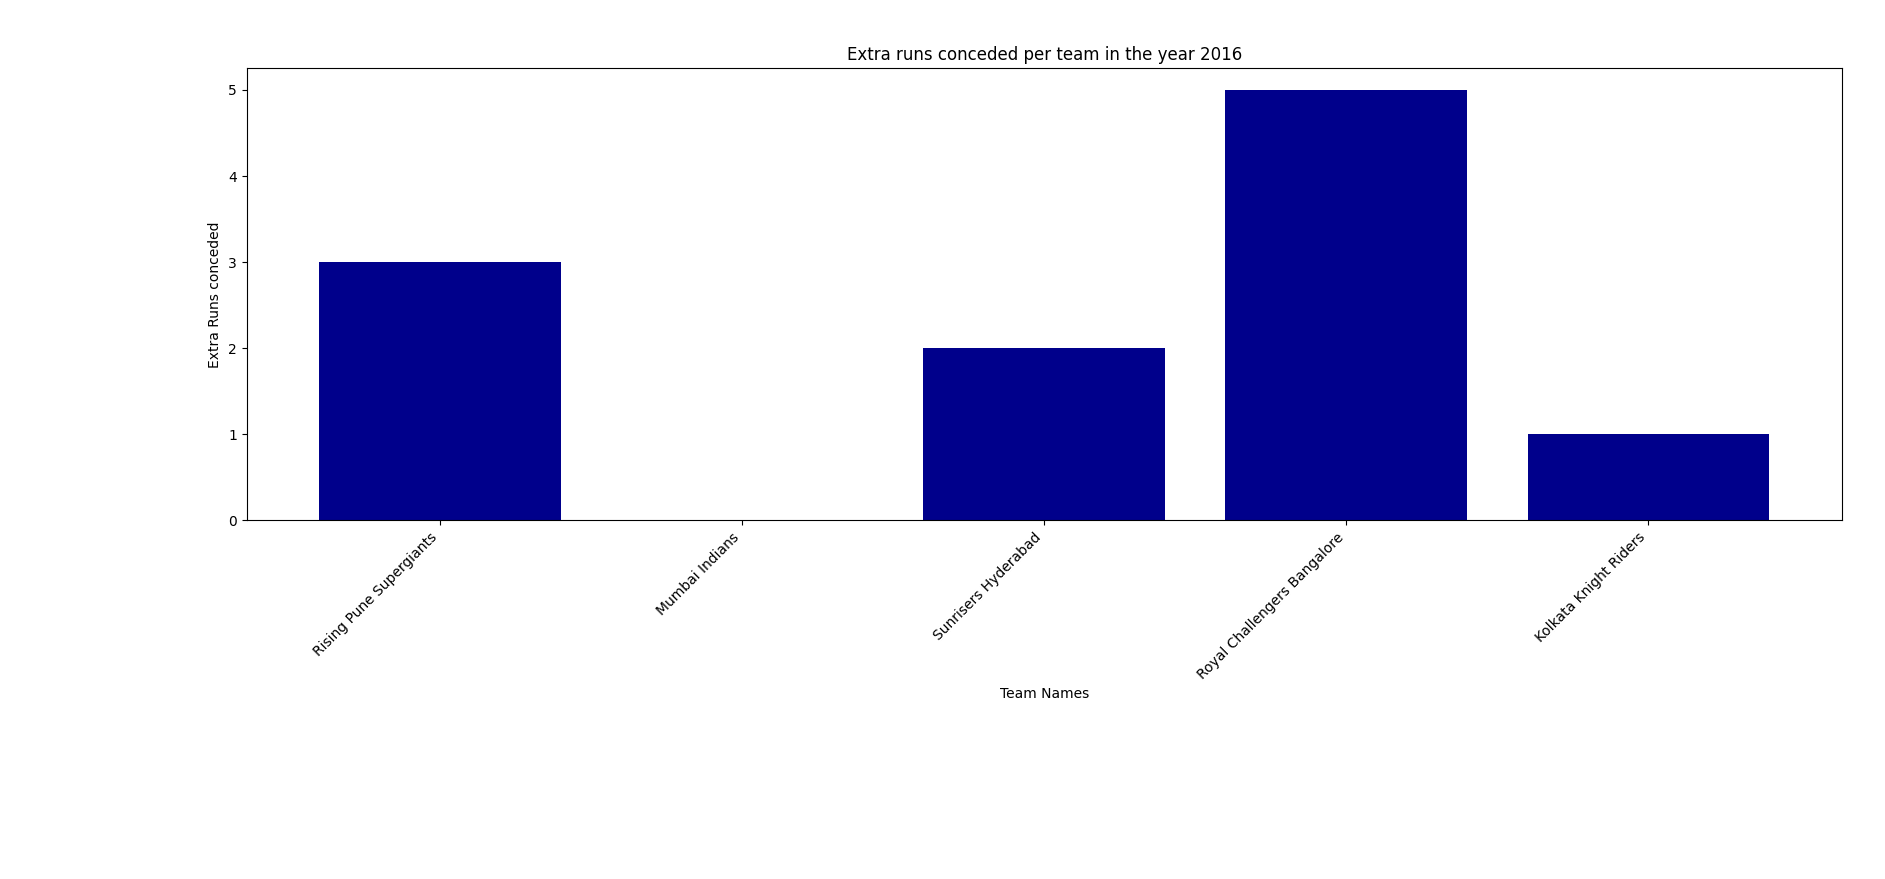 Extra runs conceded per team in the year 2016
Extra Runs conceded
5
4
3
2
1
0
Rising Pune Supergiants
Mumbai Indians
Sunrisers Hyderabad
Royal Challengers Bangalore
Kolkata Knight Riders
Team Names